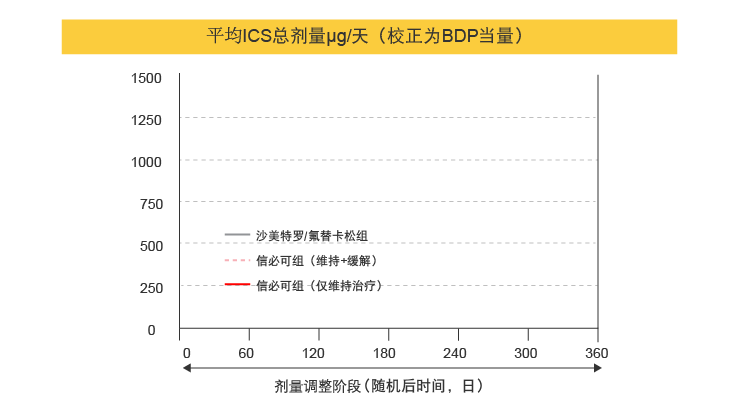 平均ICS总剂量μg/天（校正为BDP当量）
1500
1250
1000
750
500
250
0
沙美特罗/氟替卡松组
信必可组（维持+缓解）
信必可组（仅维持治疗）
0 60 120 180 240 300 360
剂量调整阶段（随机后时间，日）